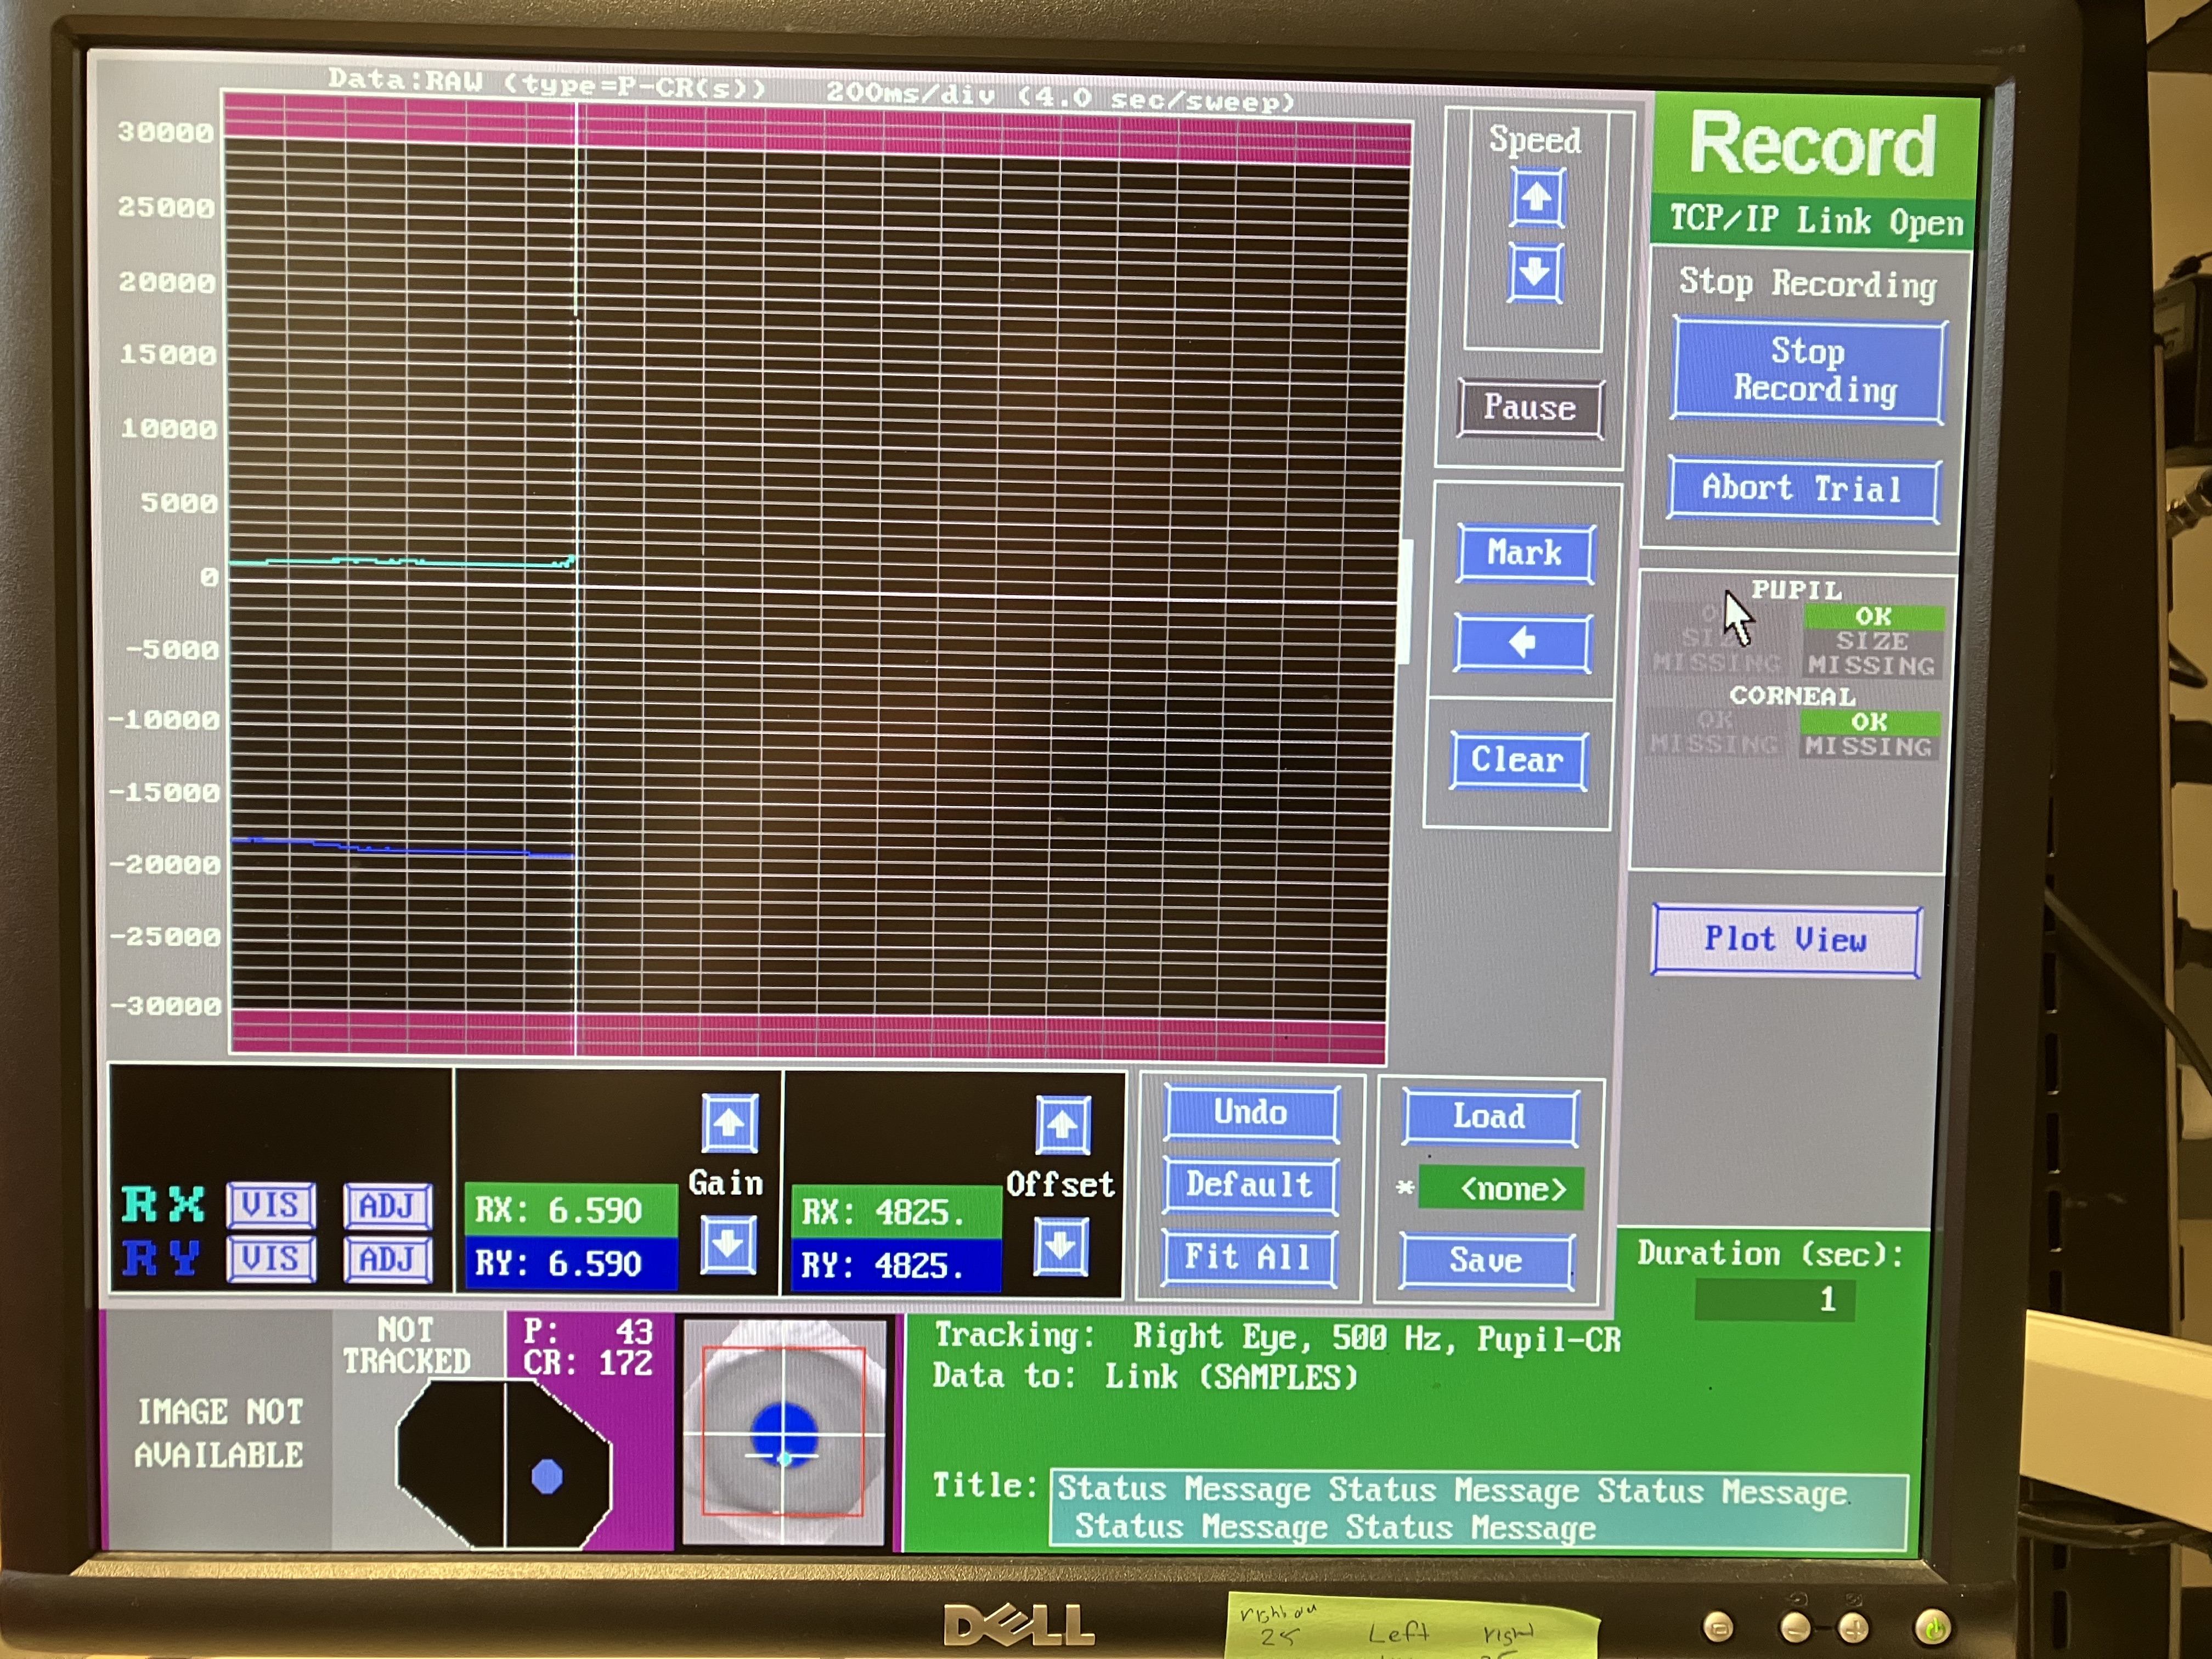 Data:RAW (type=P-CR(s)) 200ms/div (4.0 sec/sweep)
30000
25000
20000
15000
10000
5000
0
-5000
-10000
-15000
-20000
-25000
-30000
Speed
Pause
Mark
Clear
Record
TCP/IP Link Open
Stop Recording
Stop
Recording
Abort Trial
PUPIL
OK OK
SIZE SIZE
MISSING MISSING
CORNEAL
OK OK
MISSING MISSING
Plot View
RX VIS ADJ
RY VIS ADJ
Gain
RX: 6.590
RY: 6.590
Offset
RX: 4825.
RY: 4825.
Undo
Default
Fit All
Load
* <none>
Save
Duration (sec):
1
IMAGE NOT
AVAILABLE
NOT
TRACKED
P: 43
CR: 172
Tracking: Right Eye, 500 Hz, Pupil-CR
Data to: Link (SAMPLES)
Title: Status Message Status Message Status Message
Status Message Status Message
DELL
25 Left right